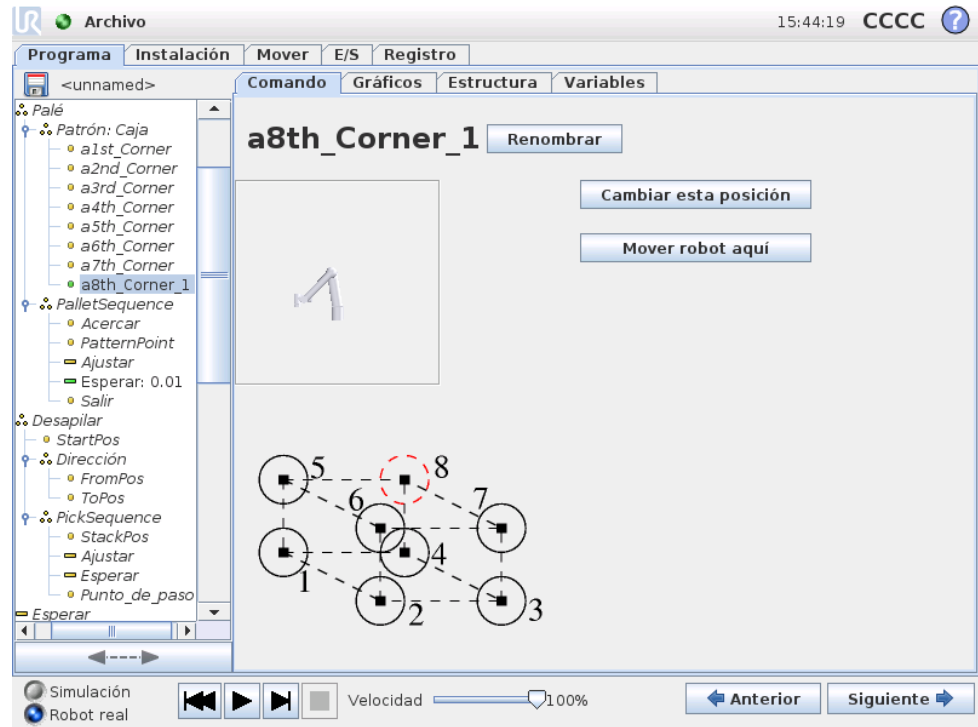 UR Archivo 15:44:19 CCCC ?
Programa Instalación Mover E/S Registro
<unnamed>
Palé
Patrón: Caja
a1st_Corner
a2nd_Corner
a3rd_Corner
a4th_Corner
a5th_Corner
a6th_Corner
a7th_Corner
a8th_Corner_1
PalletSequence
Acercar
PatternPoint
Ajustar
Esperar: 0.01
Salir
Desapilar
StartPos
Dirección
FromPos
ToPos
PickSequence
StackPos
Ajustar
Esperar
Punto_de_paso
Esperar
Comando Gráficos Estructura Variables
a8th_Corner_1 Renombrar
Cambiar esta posición
Mover robot aquí
5 8
6 7
1 4
2 3
Simulación
Robot real
Velocidad 100%
Anterior Siguiente